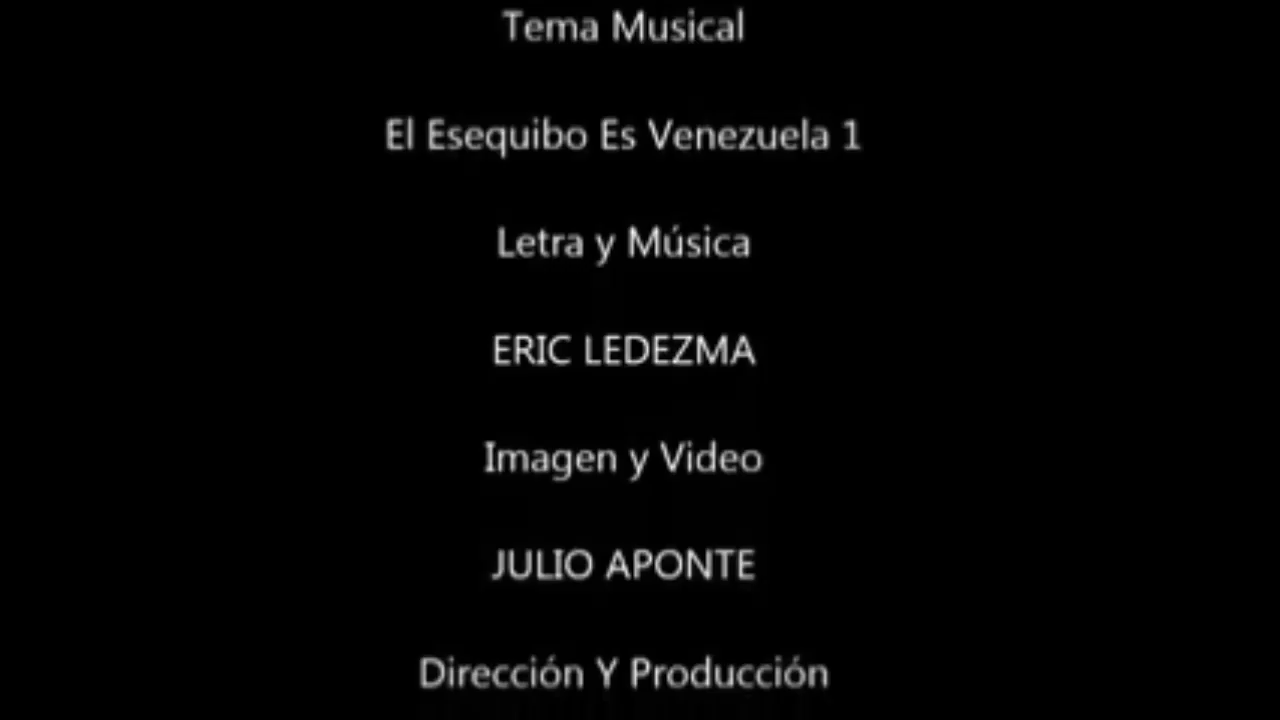 Tema Musical
El Esequibo Es Venezuela 1
Letra y Música
ERIC LEDEZMA
Imagen y Video
JULIO APONTE
Dirección Y Producción